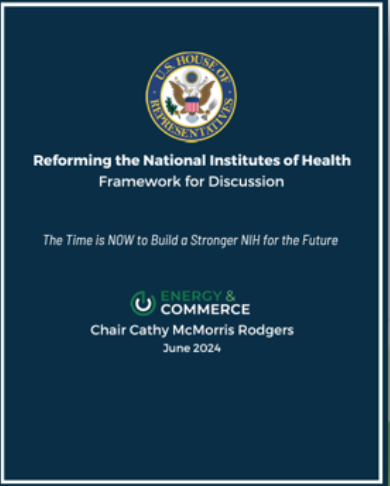 U.S. HOUSE OF
REPRESENTATIVES
Reforming the National Institutes of Health
Framework for Discussion
The Time is NOW to Build a Stronger NIH for the Future
ENERGY &
COMMERCE
Chair Cathy McMorris Rodgers
June 2024